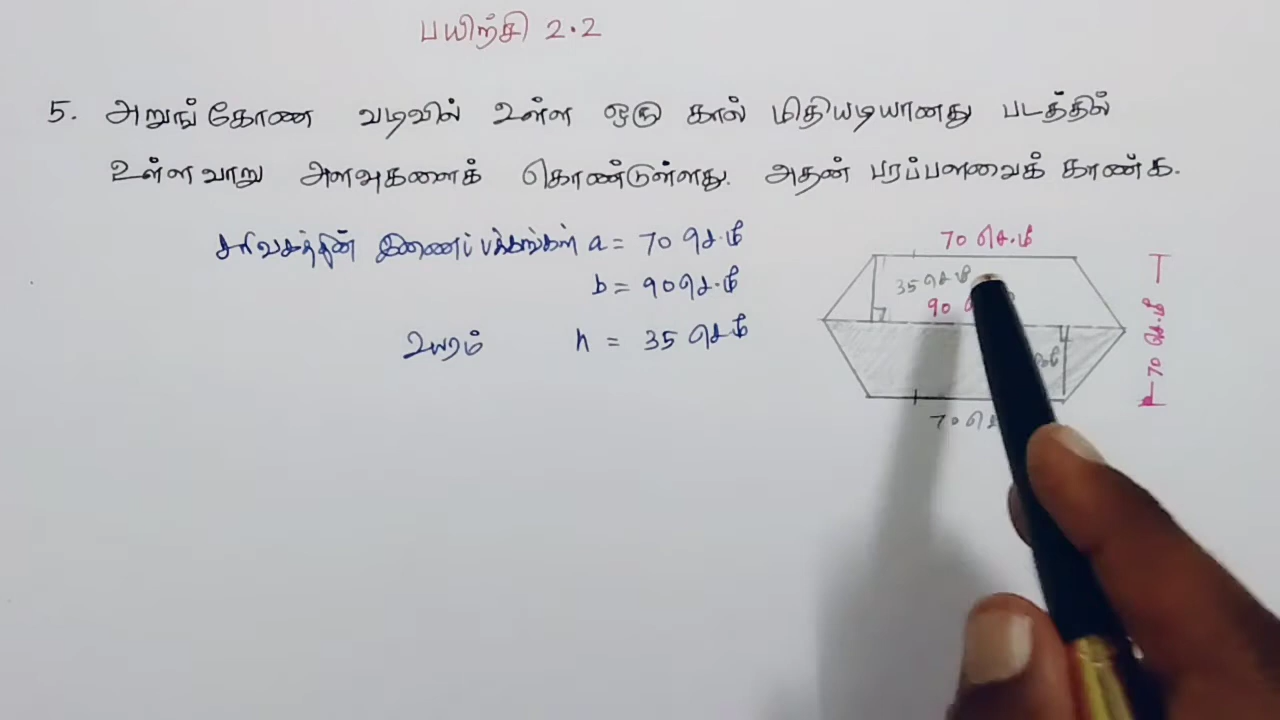 பயிற்சி 2.2
5. அறுங்கோண வடிவில் உள்ள ஒரு கால் மிதியடியானது படத்தில்
உள்ளவாறு அளவுகளைக் கொண்டுள்ளது. அதன் பரப்பளவைக் காண்க.
சரிவகத்தின் இணைப்பக்கங்கள் a = 70 செ.மீ
b = 90 செ.மீ
உயரம் h = 35 செ.மீ
70 செ.மீ
35 செ.மீ
90
70 செ.மீ
70